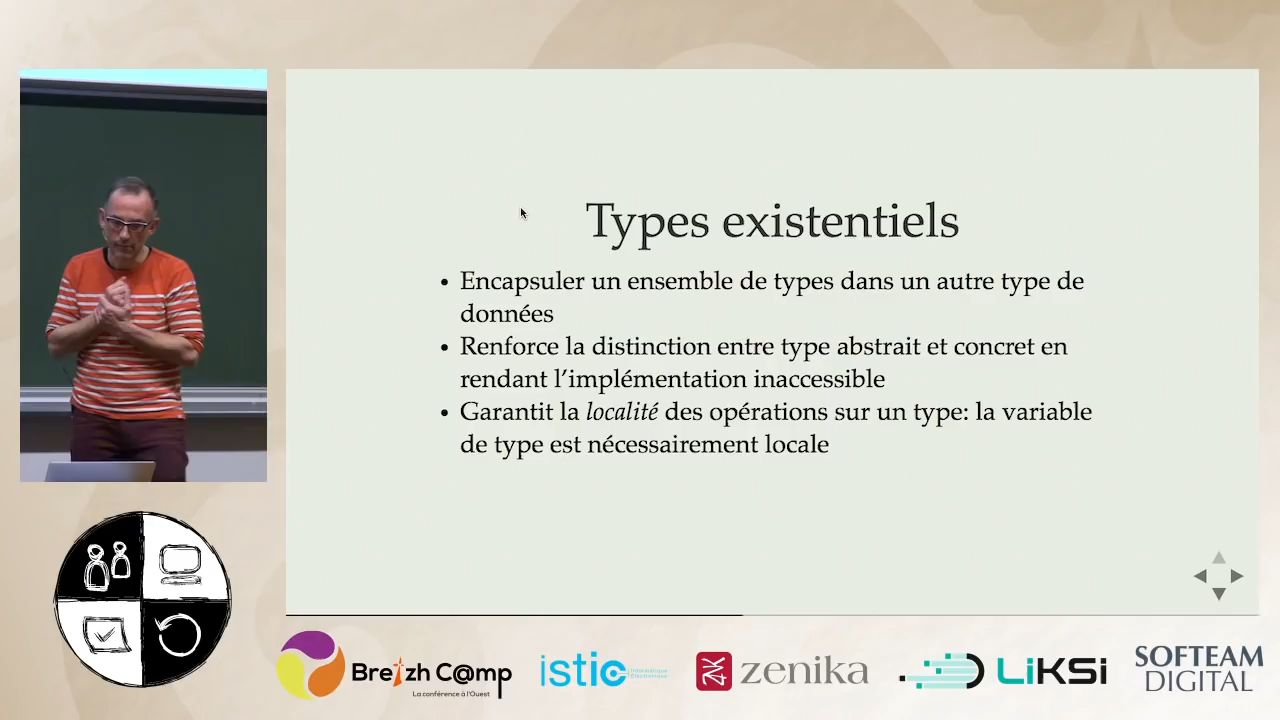 Types existentiels
• Encapsuler un ensemble de types dans un autre type de
données
• Renforce la distinction entre type abstrait et concret en
rendant l’implémentation inaccessible
• Garantit la localité des opérations sur un type: la variable
de type est nécessairement locale
Breizh C@mp
La conférence à l'Ouest
istic
Informatique
Électronique
zenika
LiKSi
SOFTEAM
DIGITAL